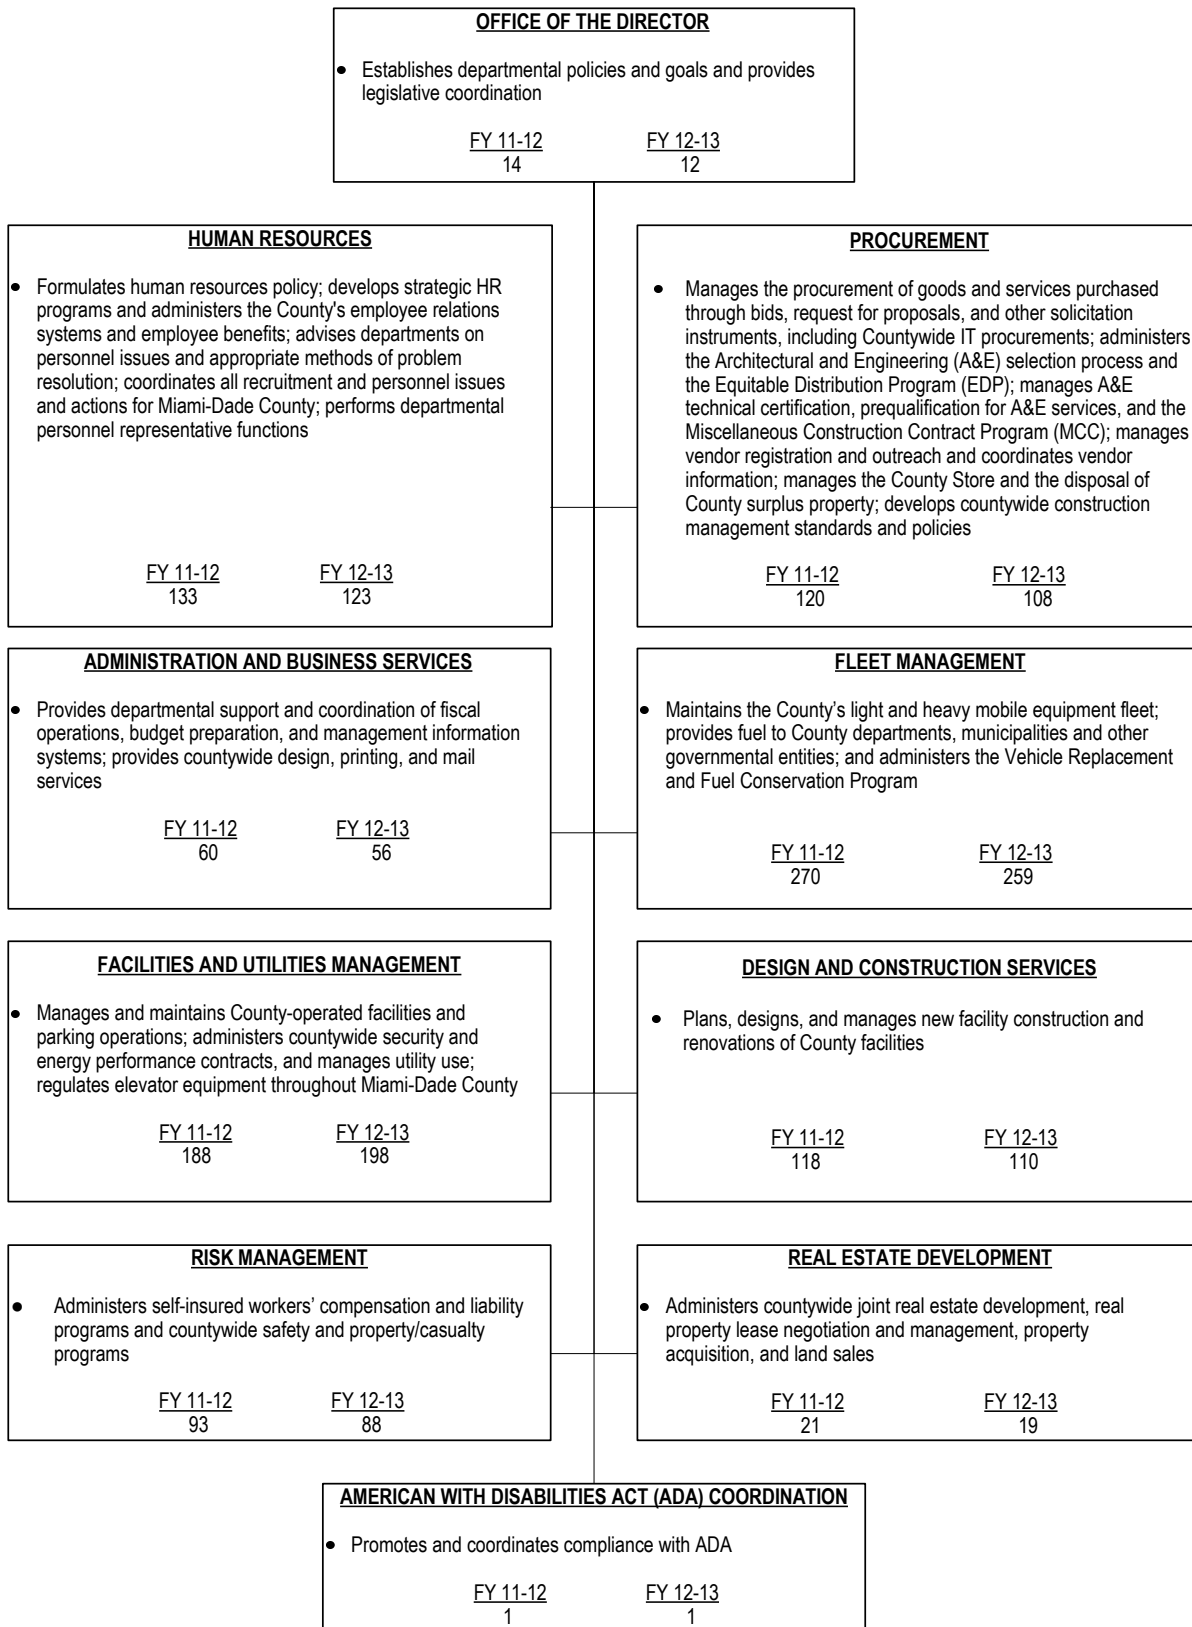 OFFICE OF THE DIRECTOR
• Establishes departmental policies and goals and provides
legislative coordination
FY 11-12 FY 12-13
14 12
HUMAN RESOURCES
• Formulates human resources policy; develops strategic HR
programs and administers the County's employee relations
systems and employee benefits; advises departments on
personnel issues and appropriate methods of problem
resolution; coordinates all recruitment and personnel issues
and actions for Miami-Dade County; performs departmental
personnel representative functions
FY 11-12 FY 12-13
133 123
PROCUREMENT
• Manages the procurement of goods and services purchased
through bids, request for proposals, and other solicitation
instruments, including Countywide IT procurements; administers
the Architectural and Engineering (A&E) selection process and
the Equitable Distribution Program (EDP); manages A&E
technical certification, prequalification for A&E services, and the
Miscellaneous Construction Contract Program (MCC); manages
vendor registration and outreach and coordinates vendor
information; manages the County Store and the disposal of
County surplus property; develops countywide construction
management standards and policies
FY 11-12 FY 12-13
120 108
ADMINISTRATION AND BUSINESS SERVICES
• Provides departmental support and coordination of fiscal
operations, budget preparation, and management information
systems; provides countywide design, printing, and mail
services
FY 11-12 FY 12-13
60 56
FLEET MANAGEMENT
• Maintains the County’s light and heavy mobile equipment fleet;
provides fuel to County departments, municipalities and other
governmental entities; and administers the Vehicle Replacement
and Fuel Conservation Program
FY 11-12 FY 12-13
270 259
FACILITIES AND UTILITIES MANAGEMENT
• Manages and maintains County-operated facilities and
parking operations; administers countywide security and
energy performance contracts, and manages utility use;
regulates elevator equipment throughout Miami-Dade County
FY 11-12 FY 12-13
188 198
DESIGN AND CONSTRUCTION SERVICES
• Plans, designs, and manages new facility construction and
renovations of County facilities
FY 11-12 FY 12-13
118 110
RISK MANAGEMENT
• Administers self-insured workers’ compensation and liability
programs and countywide safety and property/casualty
programs
FY 11-12 FY 12-13
93 88
REAL ESTATE DEVELOPMENT
• Administers countywide joint real estate development, real
property lease negotiation and management, property
acquisition, and land sales
FY 11-12 FY 12-13
21 19
AMERICAN WITH DISABILITIES ACT (ADA) COORDINATION
• Promotes and coordinates compliance with ADA
FY 11-12 FY 12-13
1 1